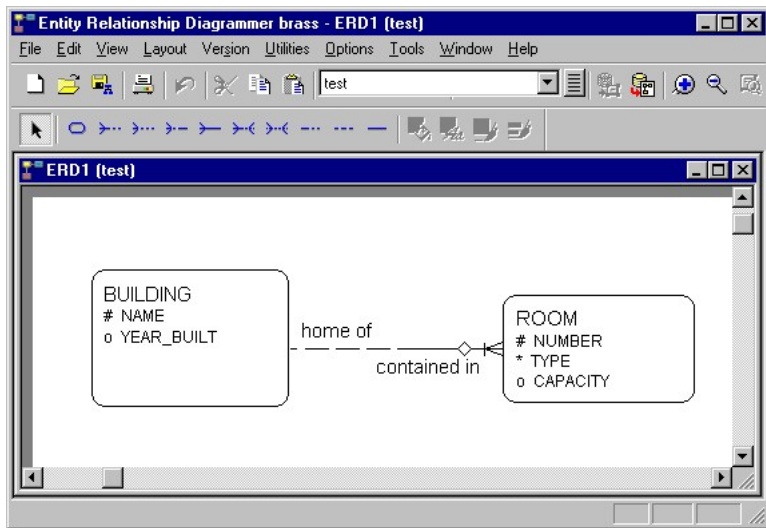 Entity Relationship Diagrammer brass - ERD1 (test)
File Edit View Layout Version Utilities Options Tools Window Help
test
ERD1 (test)
BUILDING
# NAME
o YEAR_BUILT
home of
contained in
ROOM
# NUMBER
* TYPE
o CAPACITY